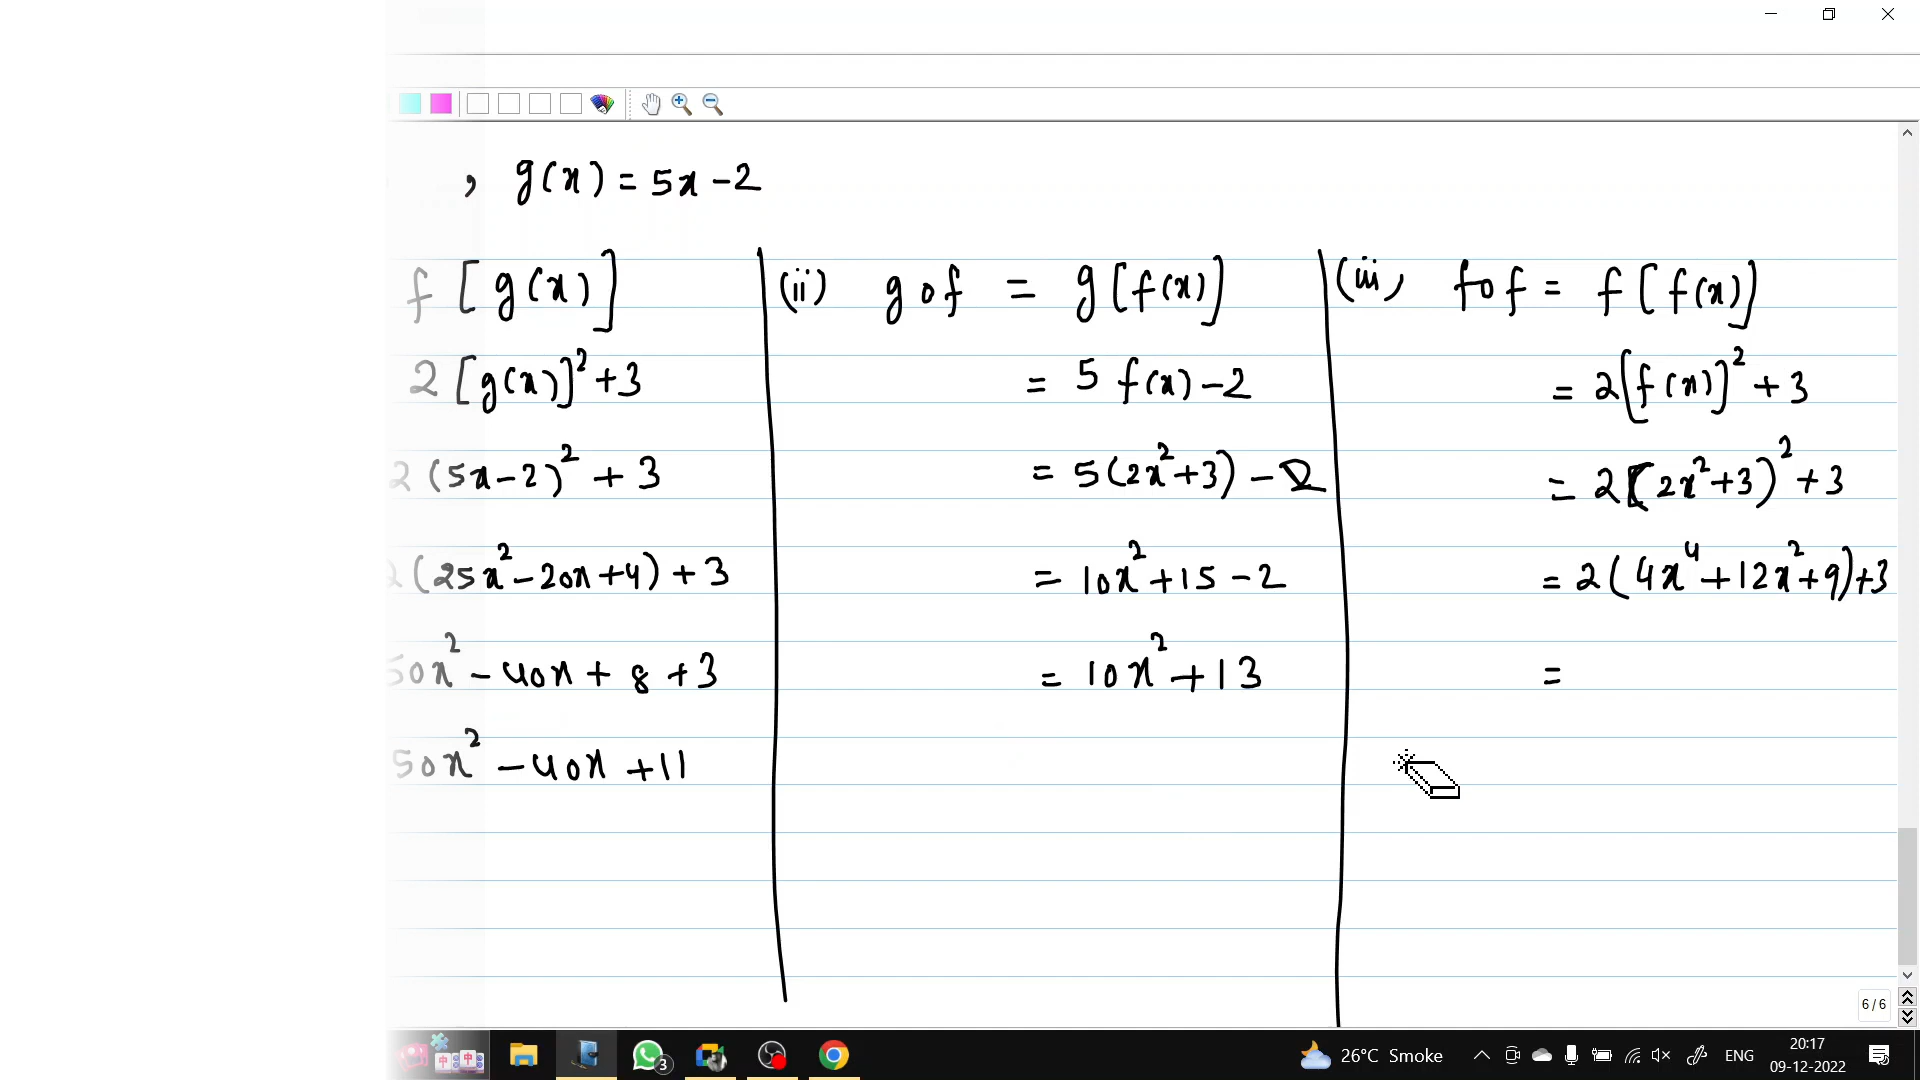 , g(x) = 5x - 2
f [g(x)]
2 [g(x)]² + 3
2 (5x - 2)² + 3
2 (25x² - 20x + 4) + 3
50x² - 40x + 8 + 3
50x² - 40x + 11
(ii) gof = g[f(x)]
= 5 f(x) - 2
= 5(2x² + 3) - 2
= 10x² + 15 - 2
= 10x² + 13
(iii) fof = f[f(x)]
= 2[f(x)]² + 3
= 2(2x² + 3)² + 3
= 2(4x⁴ + 12x² + 9) + 3
=
6 / 6
3
26°C Smoke
ENG
20:17
09-12-2022